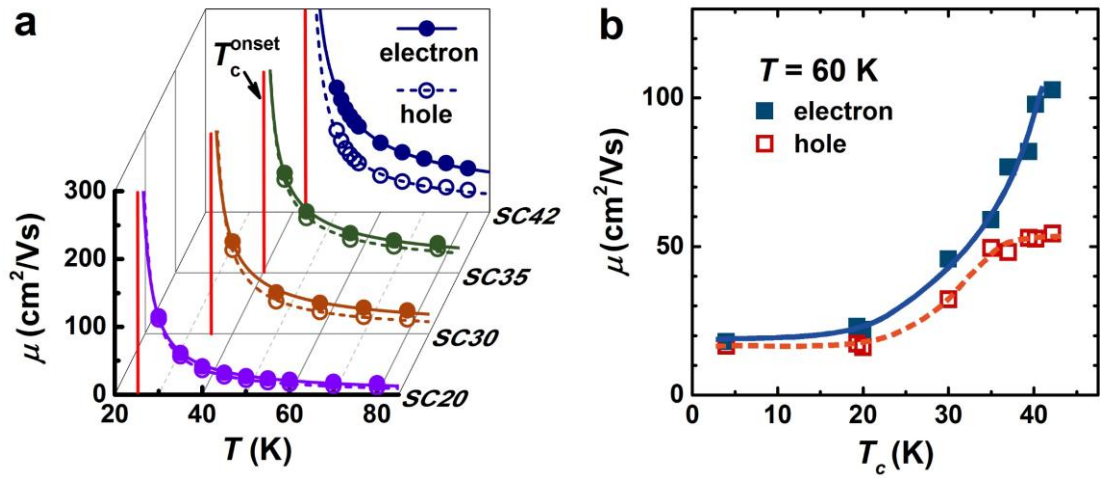 a
T_c^onset
electron
hole
μ (cm²/Vs)
300
200
100
0
20
40
60
80
T (K)
SC42
SC35
SC30
SC20
b
T = 60 K
electron
hole
μ (cm²/Vs)
100
50
0
0
10
20
30
40
T_c (K)